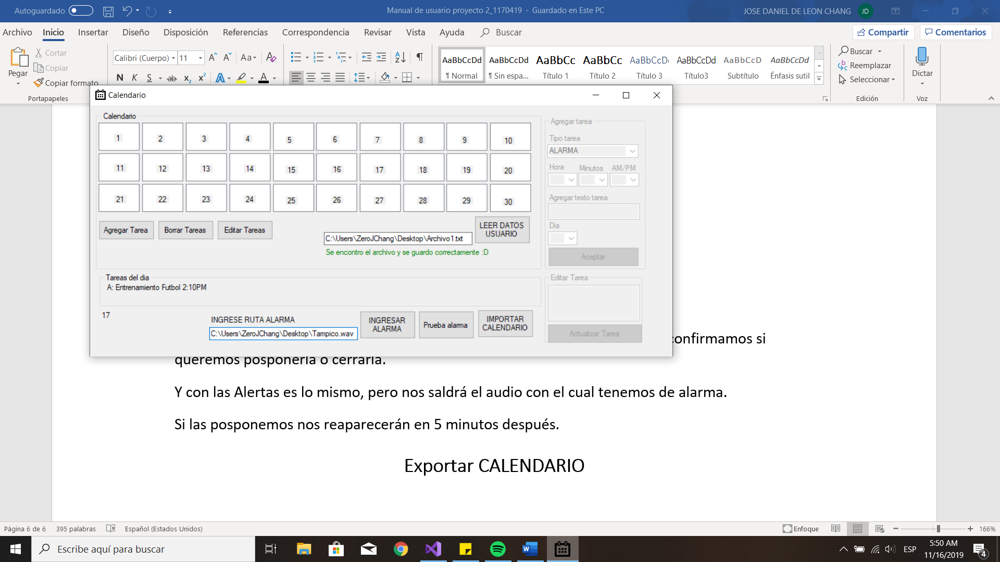 Autoguardado
Manual de usuario proyecto 2_1170419 - Guardado en Este PC
JOSE DANIEL DE LEON CHANG
JD
Archivo Inicio Insertar Diseño Disposición Referencias Correspondencia Revisar Vista Ayuda Buscar
Compartir Comentarios
Pegar
Cortar
Copiar
Copiar formato
Portapapeles
Calibri (Cuerpo) 11
Aa
N K S ab x2 x2 A A
AaBbCcDd AaBbCcDd AaBbCc AaBbCc AaBbCcDc AaBbCcDd AaBbCcD AaBbCcDd
¶ Normal ¶ Sin espa... Título 1 Título 2 Título 3 Título3 Subtítulo Énfasis sutil
Buscar
Reemplazar
Seleccionar
Edición
Dictar
Voz
Calendario
Calendario
1 2 3 4 5 6 7 8 9 10
11 12 13 14 15 16 17 18 19 20
21 22 23 24 25 26 27 28 29 30
Agregar Tarea Borrar Tareas Editar Tareas
C:\Users\ZeroJChang\Desktop\Archivo1.txt
LEER DATOS
USUARIO
Se encontro el archivo y se guardo correctamente :D
Tareas del dia
A: Entrenamiento Futbol 2:10PM
17
INGRESE RUTA ALARMA
C:\Users\ZeroJChang\Desktop\Tampico.wav
INGRESAR
ALARMA
Prueba alarma
IMPORTAR
CALENDARIO
Agregar tarea
Tipo tarea
ALARMA
Hora Minutos AM/PM
Agregar texto tarea
Dia
Aceptar
Editar Tarea
Actualizar Tarea
confirmamos si
queremos posponerla o cerrarla.
Y con las Alertas es lo mismo, pero nos saldrá el audio con el cual tenemos de alarma.
Si las posponemos nos reaparecerán en 5 minutos después.
Exportar CALENDARIO
Página 6 de 6 395 palabras Español (Estados Unidos)
Enfoque
166%
Escribe aquí para buscar
ESP
5:50 AM
11/16/2019
4